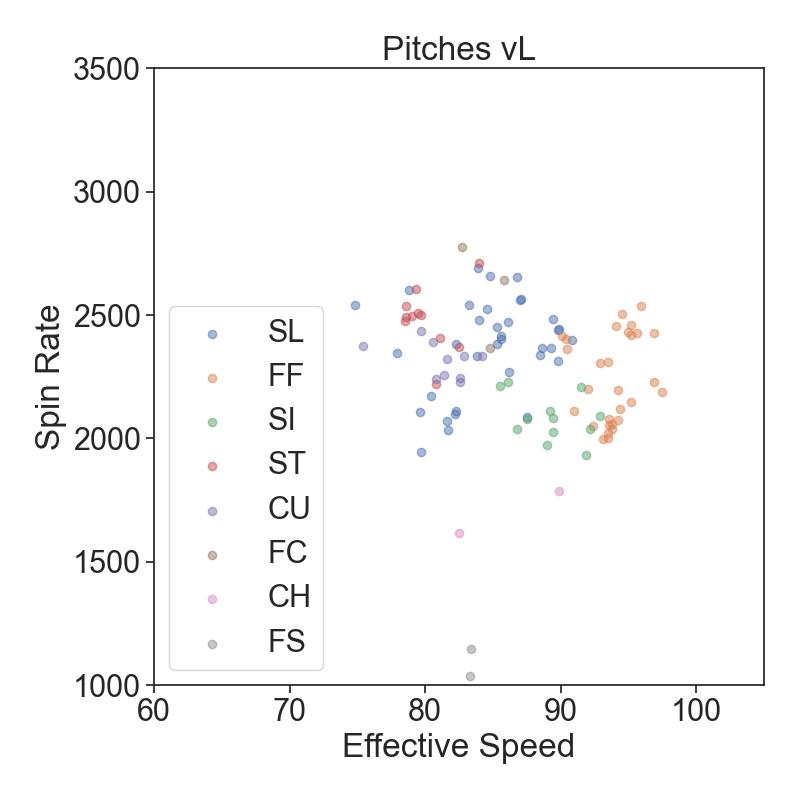 Pitches vL
Spin Rate
3500
3000
2500
2000
1500
1000
SL
FF
SI
ST
CU
FC
CH
FS
60 70 80 90 100
Effective Speed